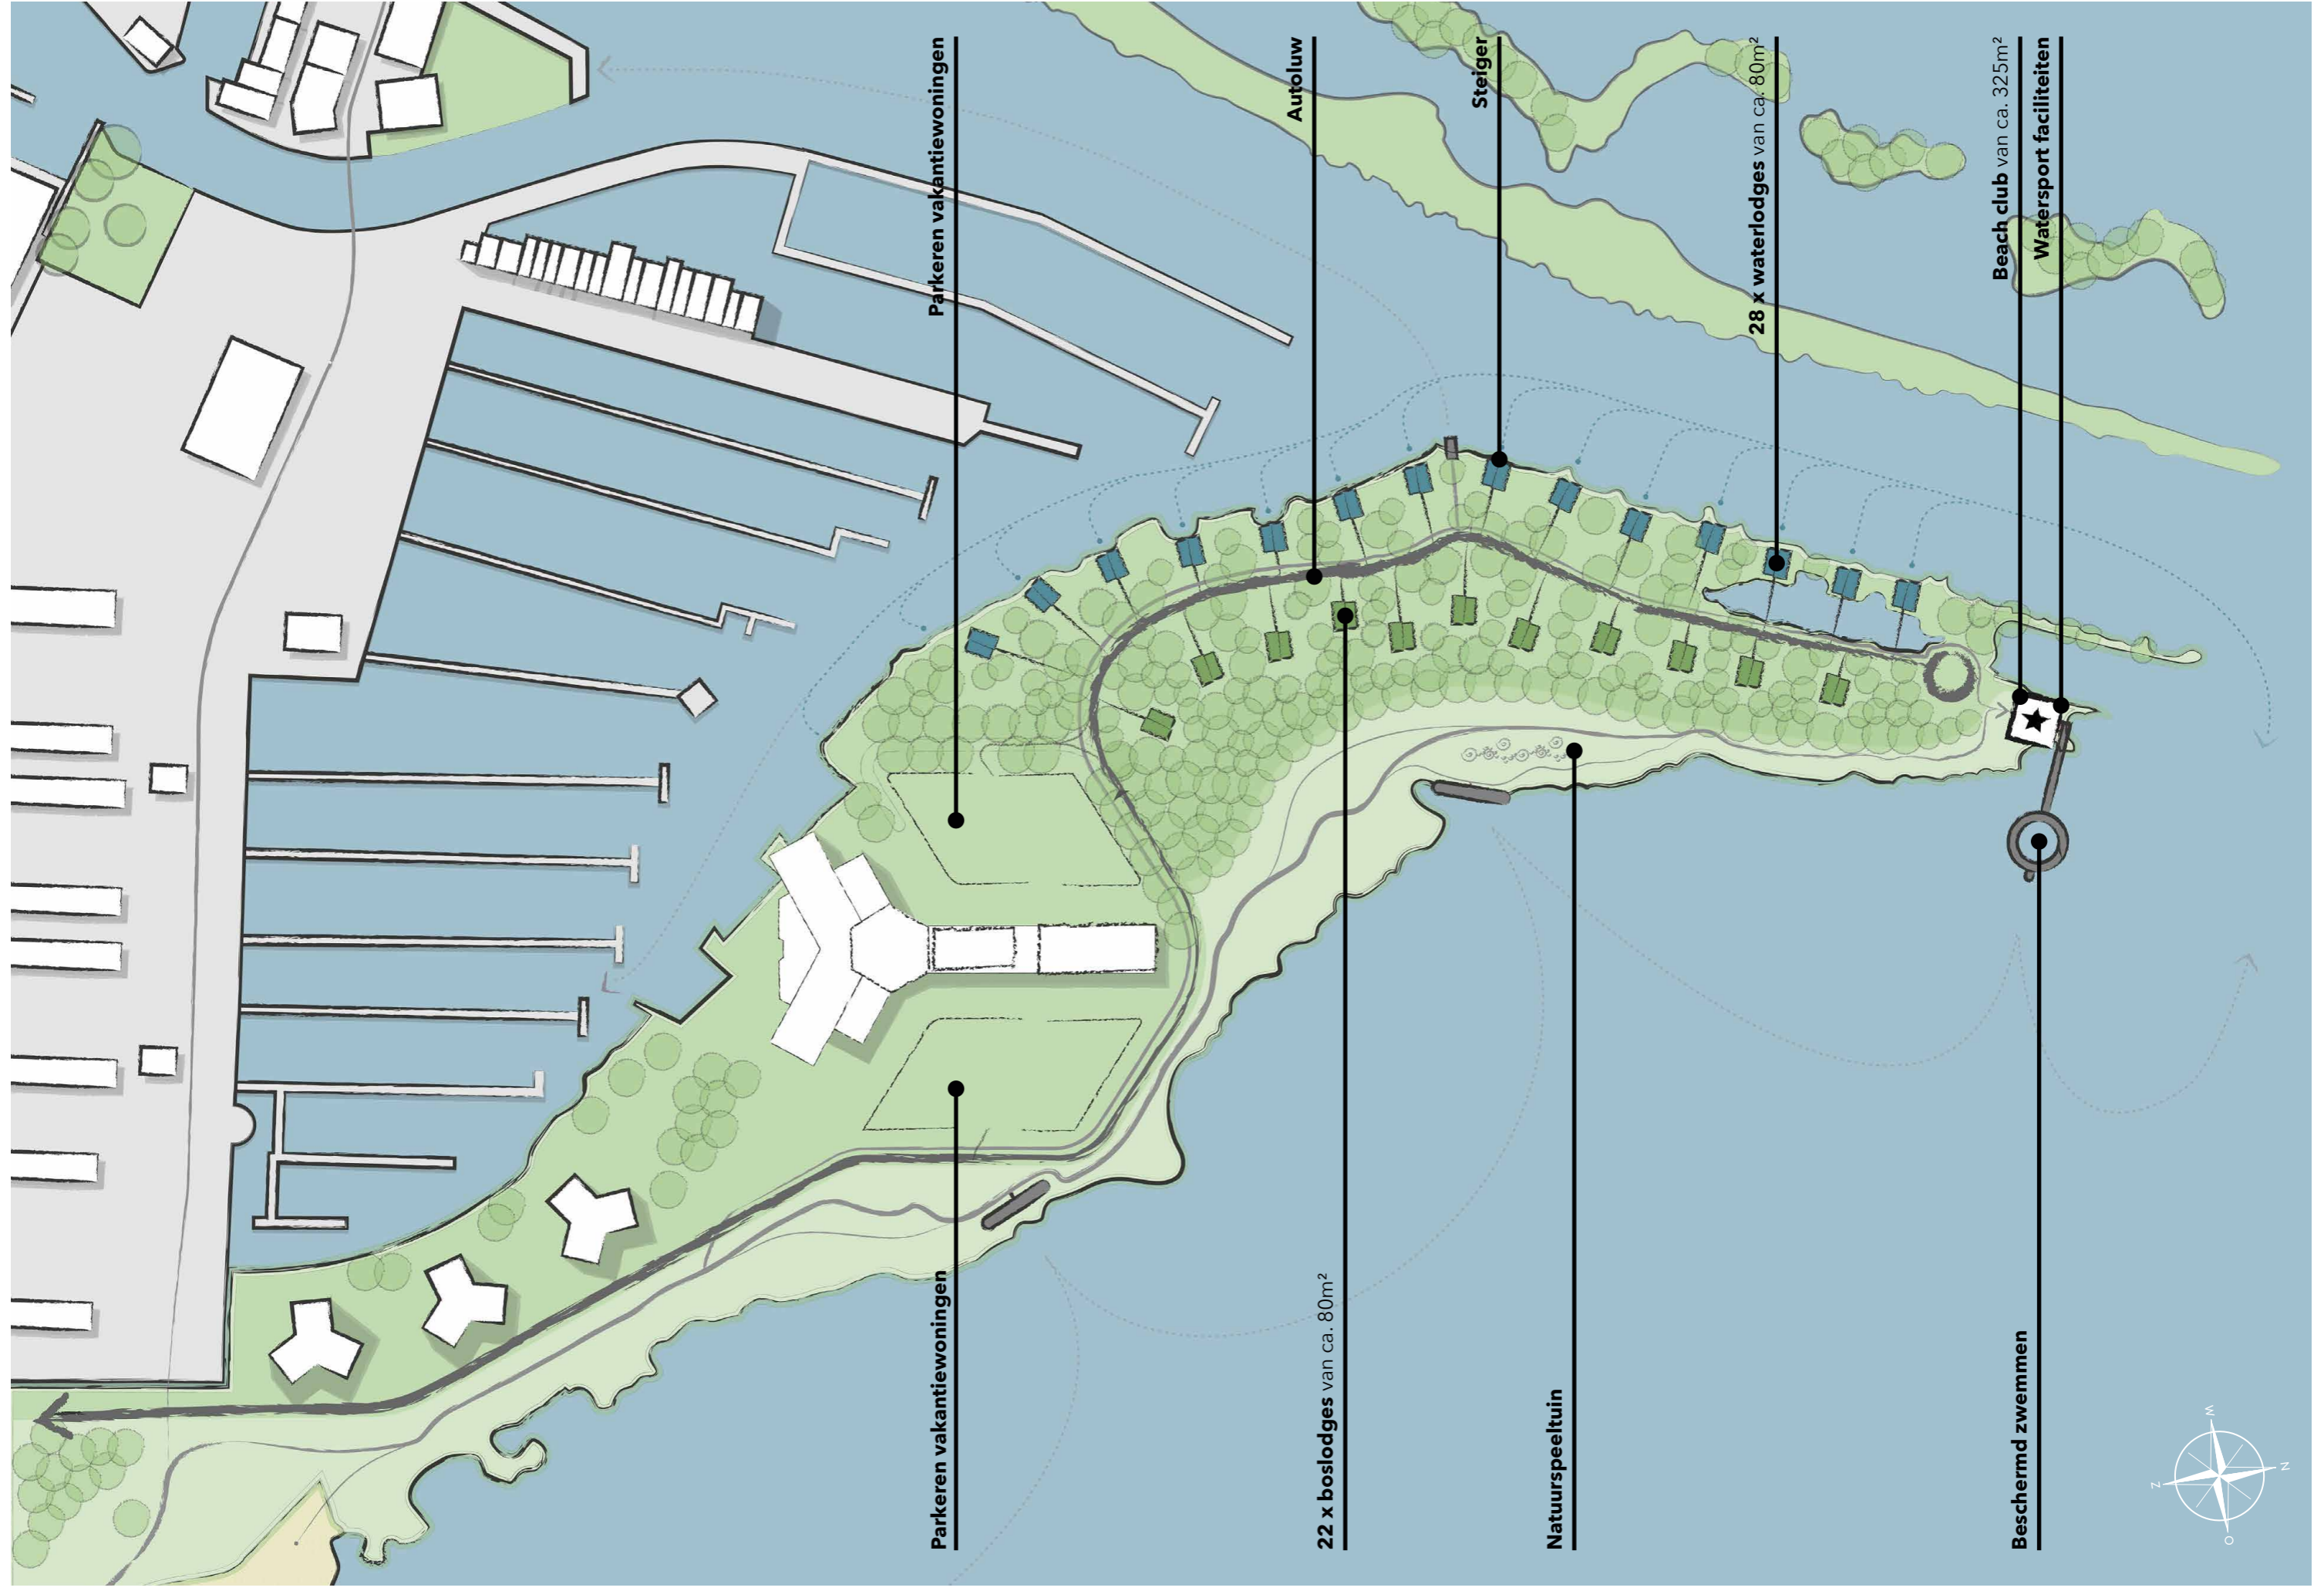 Parkeren vakantiewoningen
Autoluw
Steiger
28 x waterlodges van ca. 80m²
Beach club van ca. 325m²
Watersport faciliteiten
Parkeren vakantiewoningen
22 x boslodges van ca. 80m²
Natuurspeeltuin
Beschermd zwemmen
W
N
Z
O